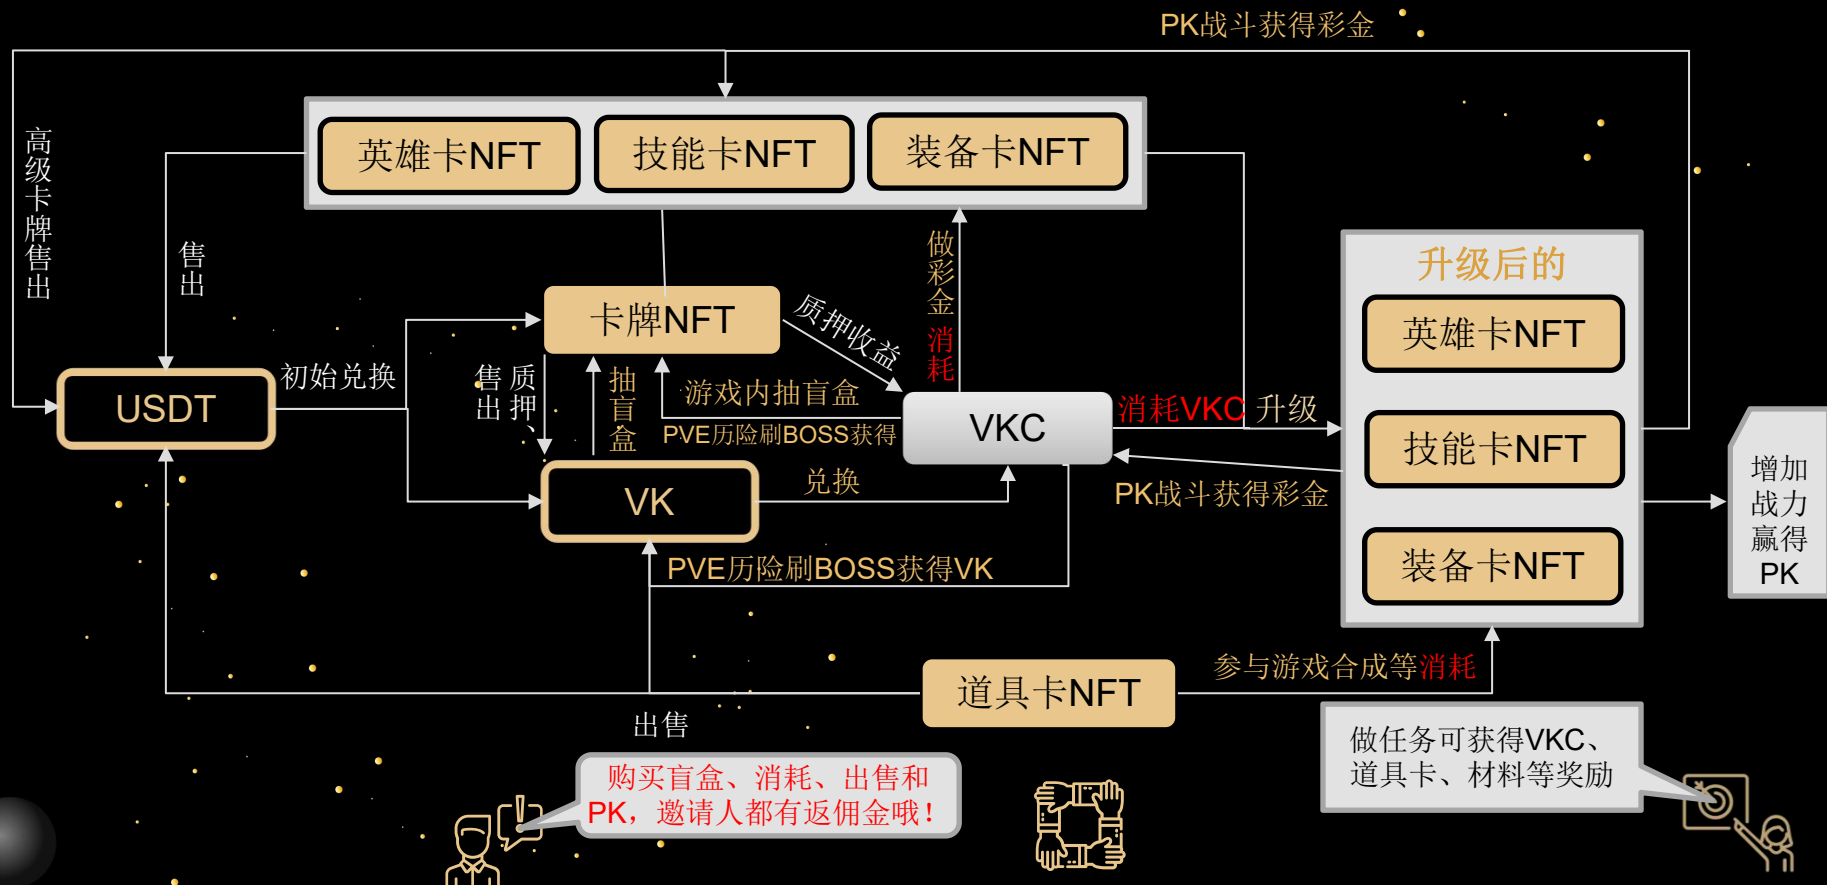 PK战斗获得彩金
高级卡牌售出
英雄卡NFT
技能卡NFT
装备卡NFT
售出
做彩金
消耗
升级后的
卡牌NFT
质押收益
英雄卡NFT
USDT
初始兑换
售出
质押、
抽盲盒
游戏内抽盲盒
PVE历险刷BOSS获得
VKC
消耗VKC 升级
技能卡NFT
VK
兑换
PK战斗获得彩金
增加
战力
赢得
PK
PVE历险刷BOSS获得VK
装备卡NFT
道具卡NFT
参与游戏合成等消耗
出售
做任务可获得VKC、
道具卡、材料等奖励
购买盲盒、消耗、出售和
PK，邀请人都有返佣金哦！